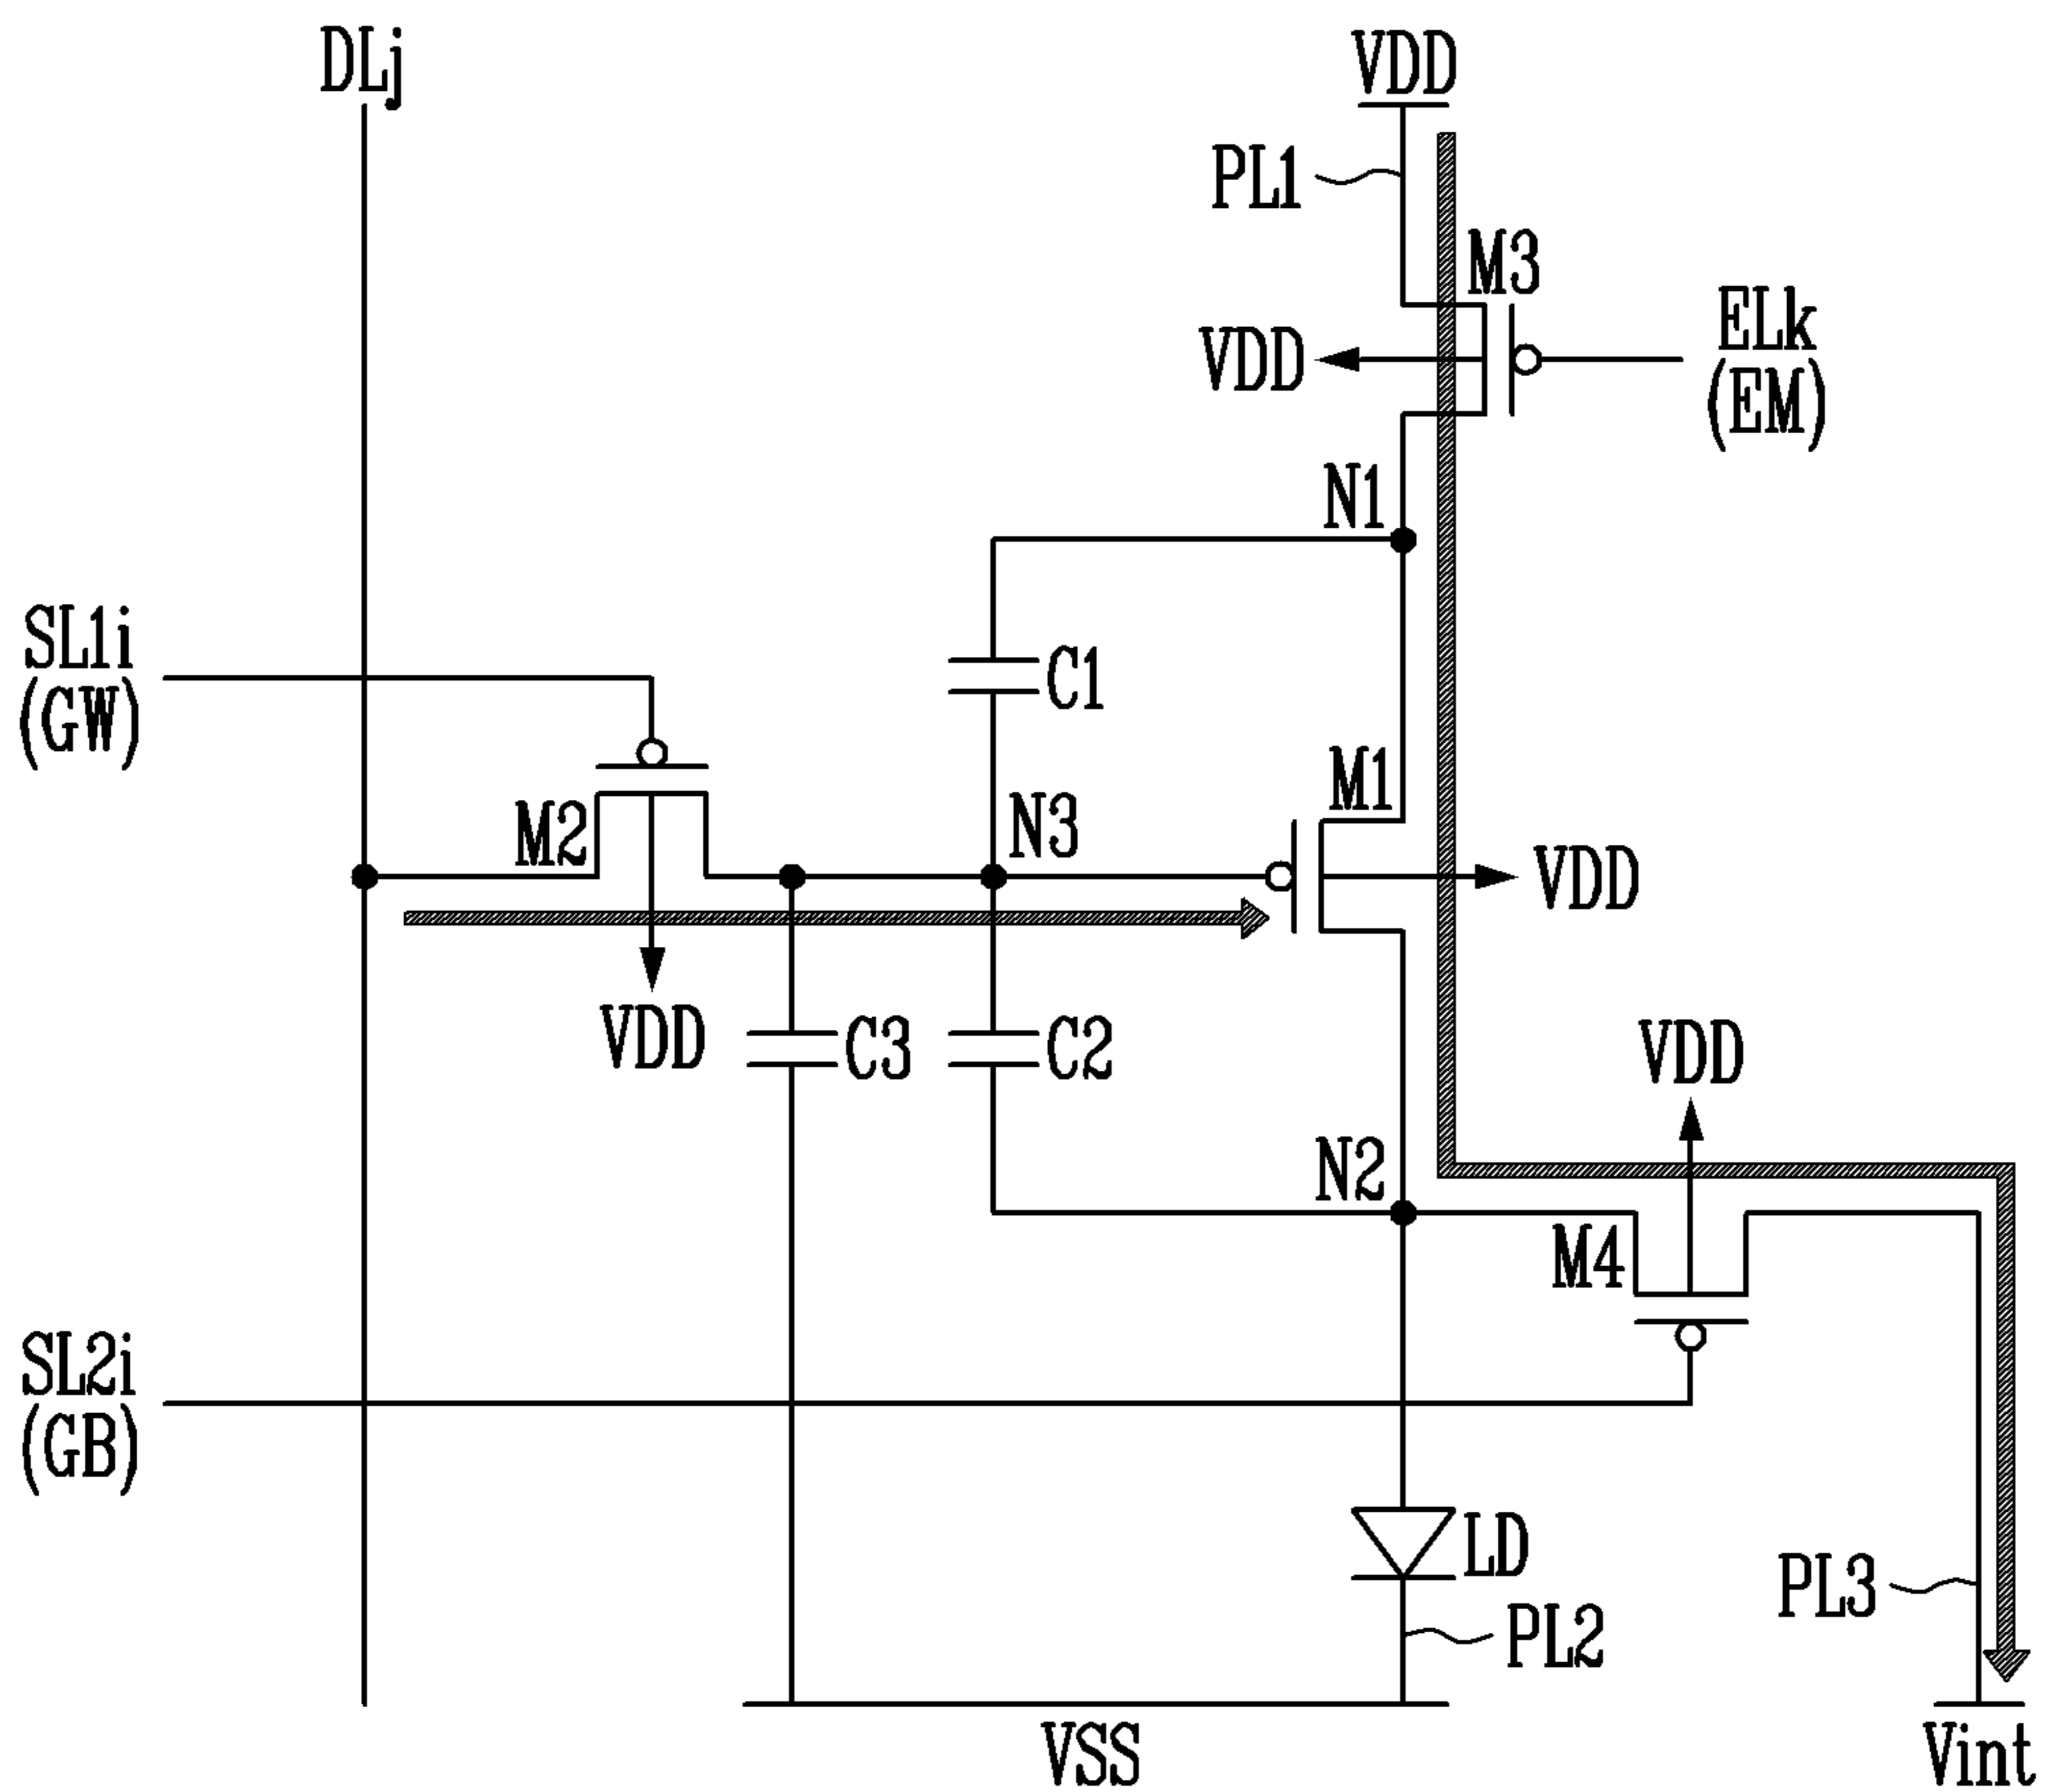 DLj
VDD
PL1
M3
VDD
ELk
(EM)
N1
SL1i
(GW)
C1
M1
M2
N3
VDD
VDD
C3
C2
VDD
N2
M4
SL2i
(GB)
LD
PL3
PL2
VSS
Vint